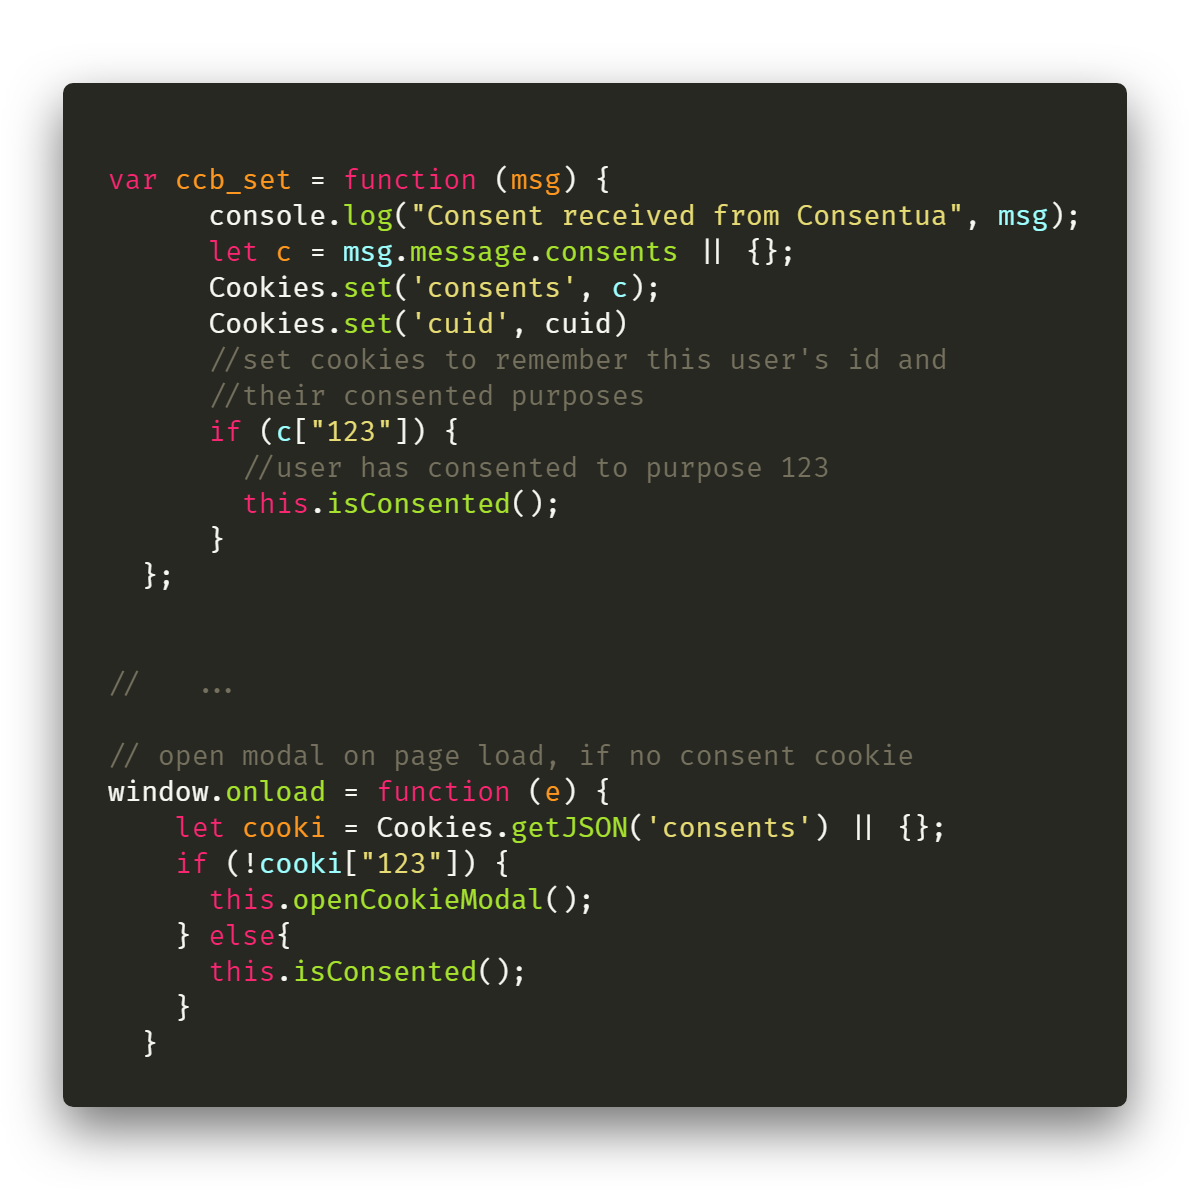 var ccb_set = function (msg) {
      console.log("Consent received from Consentua", msg);
      let c = msg.message.consents || {};
      Cookies.set('consents', c);
      Cookies.set('cuid', cuid)
      //set cookies to remember this user's id and
      //their consented purposes
      if (c["123"]) {
        //user has consented to purpose 123
        this.isConsented();
      }
  };
//    ...
// open modal on page load, if no consent cookie
window.onload = function (e) {
    let cooki = Cookies.getJSON('consents') || {};
    if (!cooki["123"]) {
      this.openCookieModal();
    } else{
      this.isConsented();
    }
  }